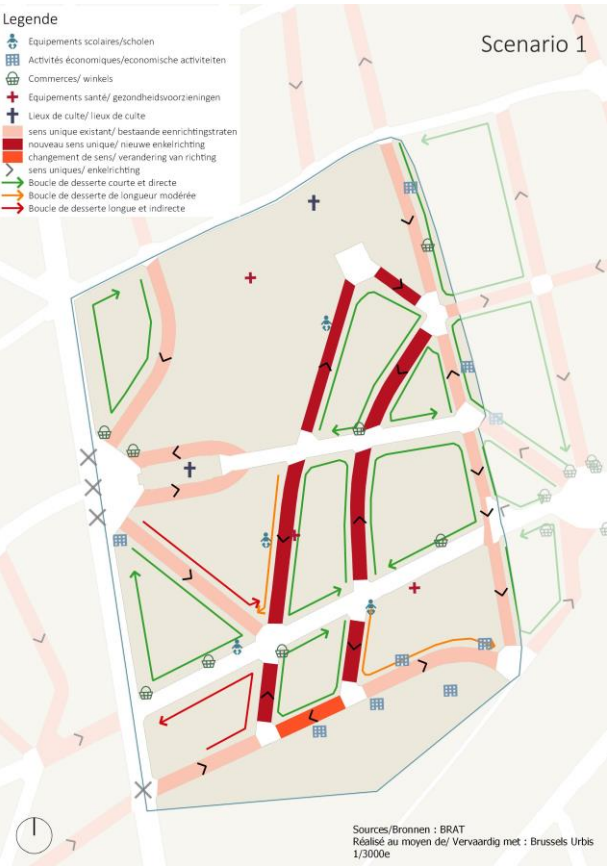 Legende
Equipements scolaires/scholen
Activités économiques/economische activiteiten
Commerces/ winkels
Equipements santé/ gezondheidsvoorzieningen
Lieux de culte/ lieux de culte
sens unique existant/ bestaande eenrichtingstraten
nouveau sens unique/ nieuwe enkelrichting
changement de sens/ verandering van richting
sens uniques/ enkelrichting
Boucle de desserte courte et directe
Boucle de desserte de longueur modérée
Boucle de desserte longue et indirecte
Scenario 1
Sources/Bronnen : BRAT
Réalisé au moyen de/ Vervaardig met : Brussels Urbis
1/3000e